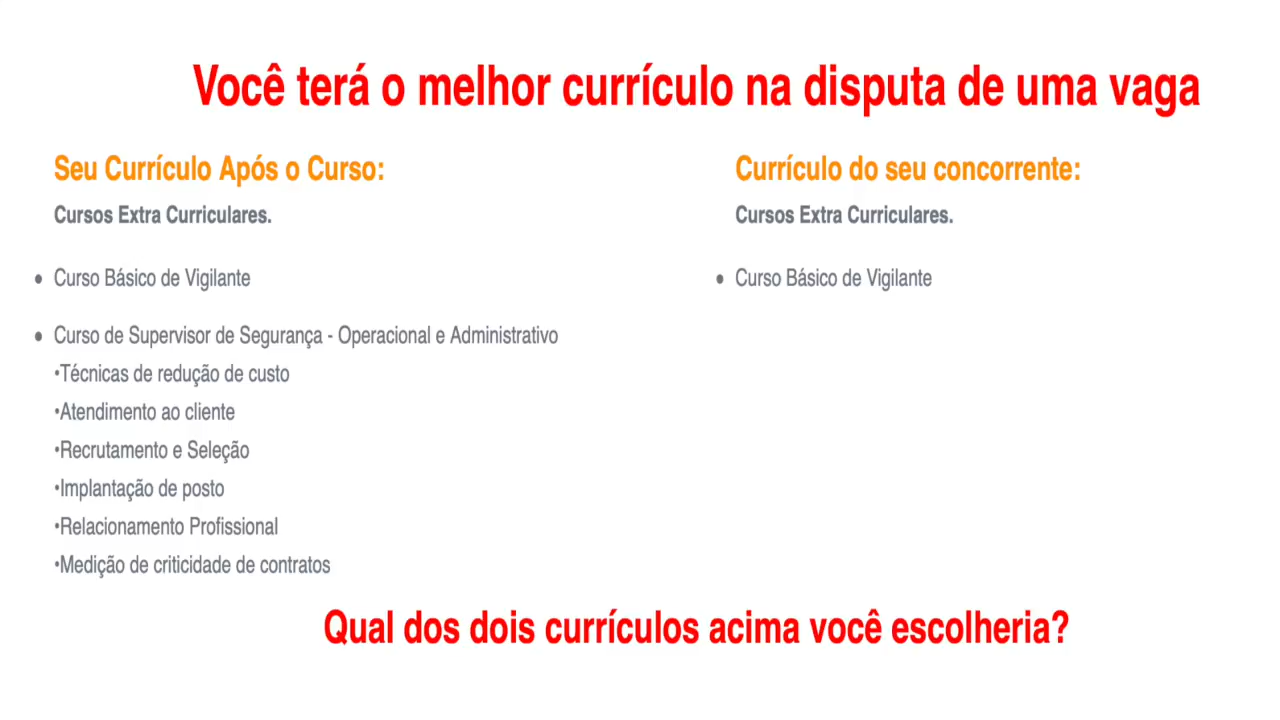 Você terá o melhor currículo na disputa de uma vaga
Seu Currículo Após o Curso:
Cursos Extra Curriculares.
• Curso Básico de Vigilante
• Curso de Supervisor de Segurança - Operacional e Administrativo
•Técnicas de redução de custo
•Atendimento ao cliente
•Recrutamento e Seleção
•Implantação de posto
•Relacionamento Profissional
•Medição de criticidade de contratos
Currículo do seu concorrente:
Cursos Extra Curriculares.
• Curso Básico de Vigilante
Qual dos dois currículos acima você escolheria?